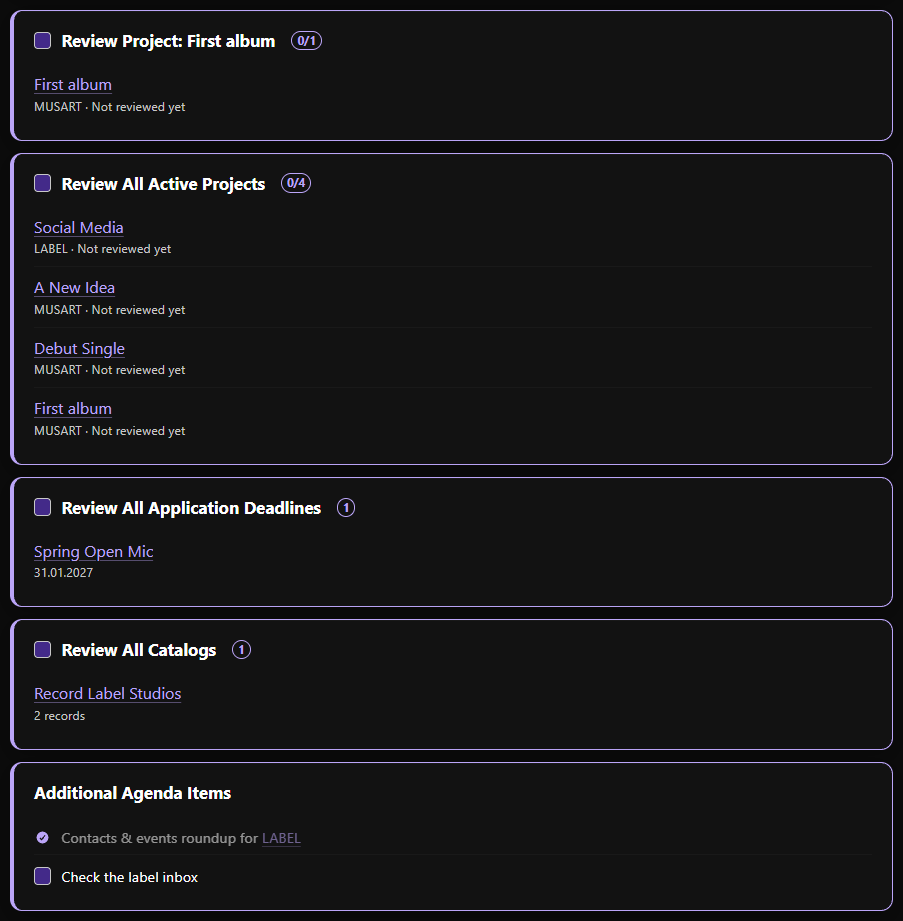 Review Project: First album 0/1
First album
MUSART · Not reviewed yet
Review All Active Projects 0/4
Social Media
LABEL · Not reviewed yet
A New Idea
MUSART · Not reviewed yet
Debut Single
MUSART · Not reviewed yet
First album
MUSART · Not reviewed yet
Review All Application Deadlines 1
Spring Open Mic
31.01.2027
Review All Catalogs 1
Record Label Studios
2 records
Additional Agenda Items
Contacts & events roundup for LABEL
Check the label inbox